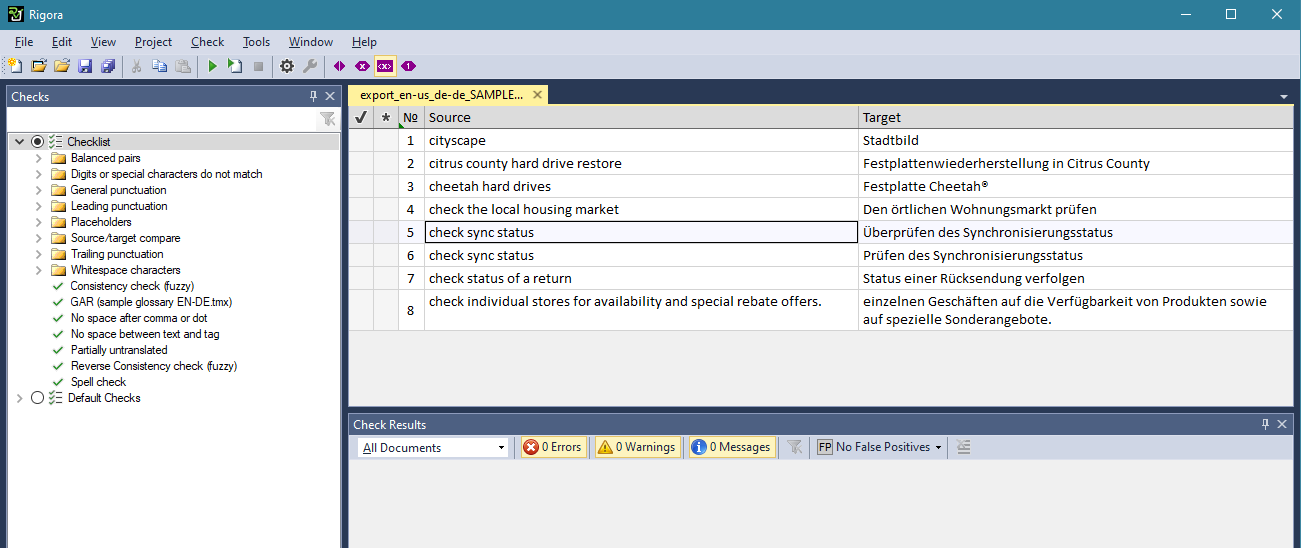 Rigora
File Edit View Project Check Tools Window Help
Checks
Checklist
Balanced pairs
Digits or special characters do not match
General punctuation
Leading punctuation
Placeholders
Source/target compare
Trailing punctuation
Whitespace characters
Consistency check (fuzzy)
GAR (sample glossary EN-DE.tmx)
No space after comma or dot
No space between text and tag
Partially untranslated
Reverse Consistency check (fuzzy)
Spell check
Default Checks
export_en-us_de-de_SAMPLE...
№ Source Target
1 cityscape Stadtbild
2 citrus county hard drive restore Festplattenwiederherstellung in Citrus County
3 cheetah hard drives Festplatte Cheetah®
4 check the local housing market Den örtlichen Wohnungsmarkt prüfen
5 check sync status Überprüfen des Synchronisierungsstatus
6 check sync status Prüfen des Synchronisierungsstatus
7 check status of a return Status einer Rücksendung verfolgen
8 check individual stores for availability and special rebate offers. einzelnen Geschäften auf die Verfügbarkeit von Produkten sowie
auf spezielle Sonderangebote.
Check Results
All Documents 0 Errors 0 Warnings 0 Messages FP No False Positives